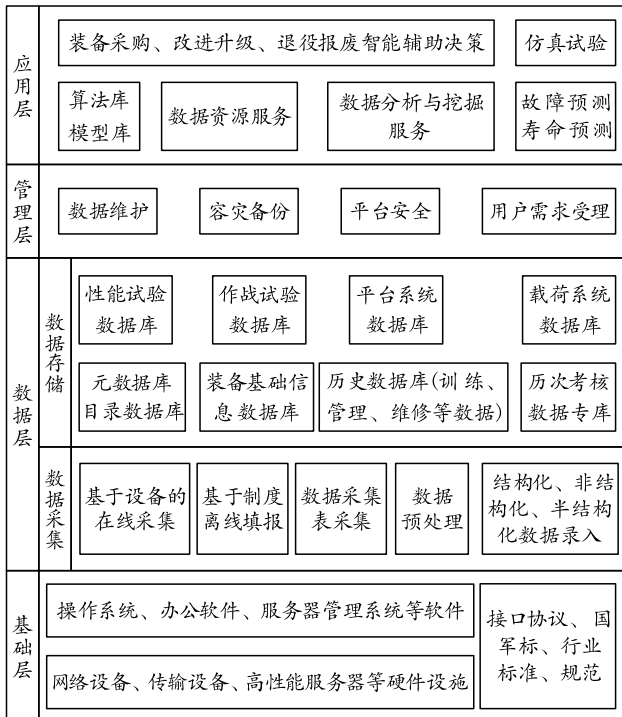 应用层
装备采购、改进升级、退役报废智能辅助决策
仿真试验
算法库
模型库
数据资源服务
数据分析与挖掘
服务
故障预测
寿命预测
管理层
数据维护
容灾备份
平台安全
用户需求受理
数据层
数据存储
性能试验
数据库
作战试验
数据库
平台系统
数据库
载荷系统
数据库
元数据库
目录数据库
装备基础信
息数据库
历史数据库(训练、
管理、维修等数据)
历次考核
数据专库
数据采集
基于设备的
在线采集
基于制度
离线填报
数据采集
表采集
数据
预处理
结构化、非结
构化、半结构
化数据录入
基础层
操作系统、办公软件、服务器管理系统等软件
网络设备、传输设备、高性能服务器等硬件设施
接口协议、国
军标、行业
标准、规范